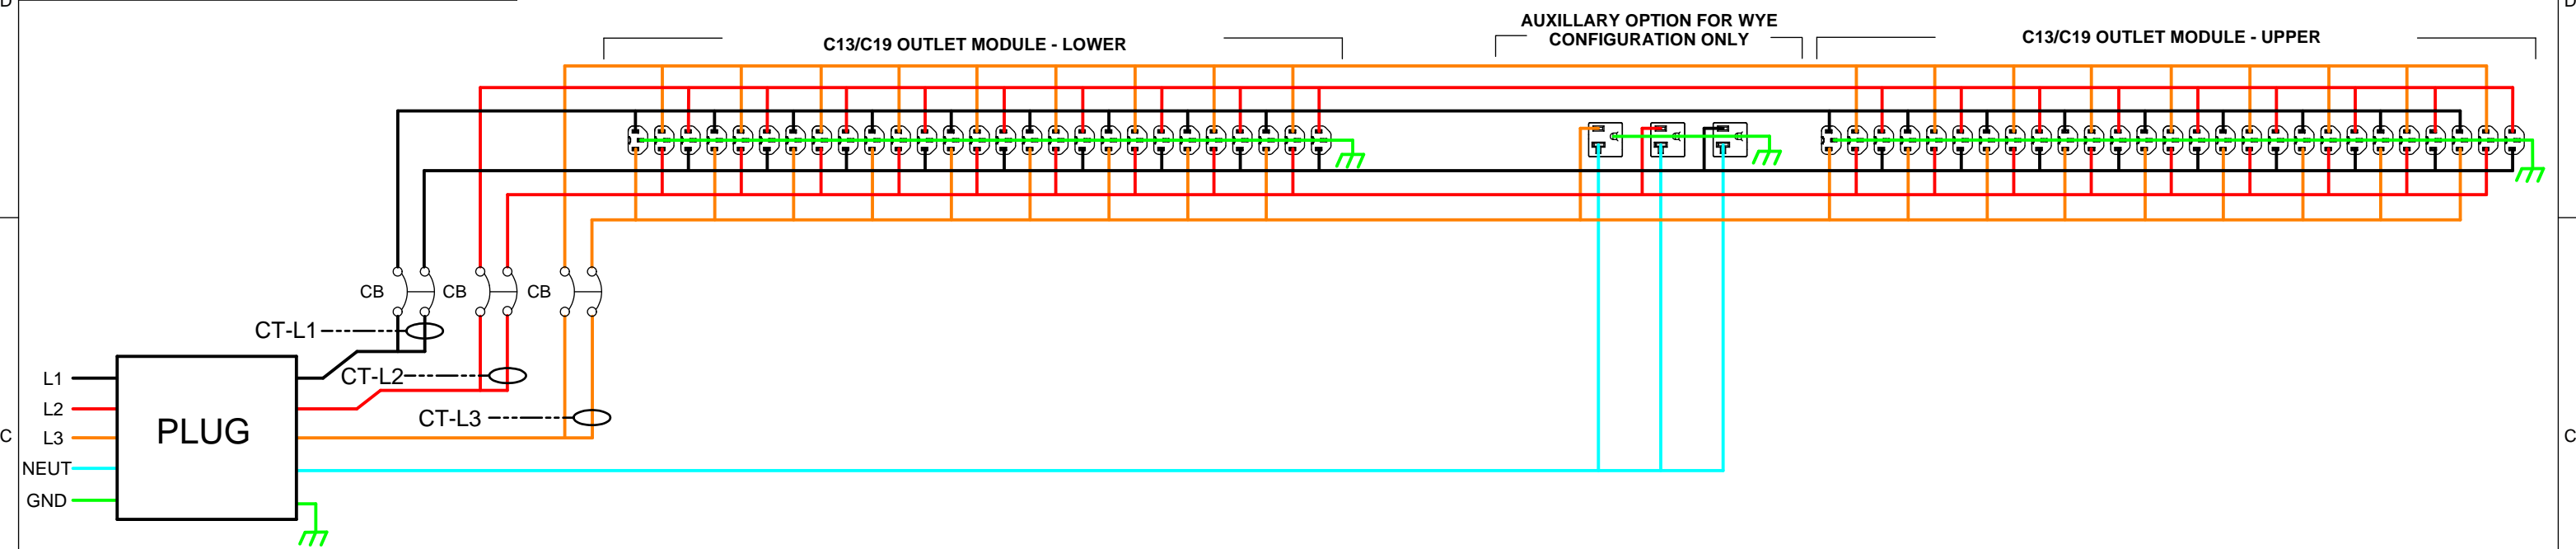 D
D
AUXILLARY OPTION FOR WYE
CONFIGURATION ONLY
C13/C19 OUTLET MODULE - LOWER
C13/C19 OUTLET MODULE - UPPER
CB
CB
CB
CT-L1
CT-L2
CT-L3
L1
L2
L3
NEUT
GND
PLUG
C
C